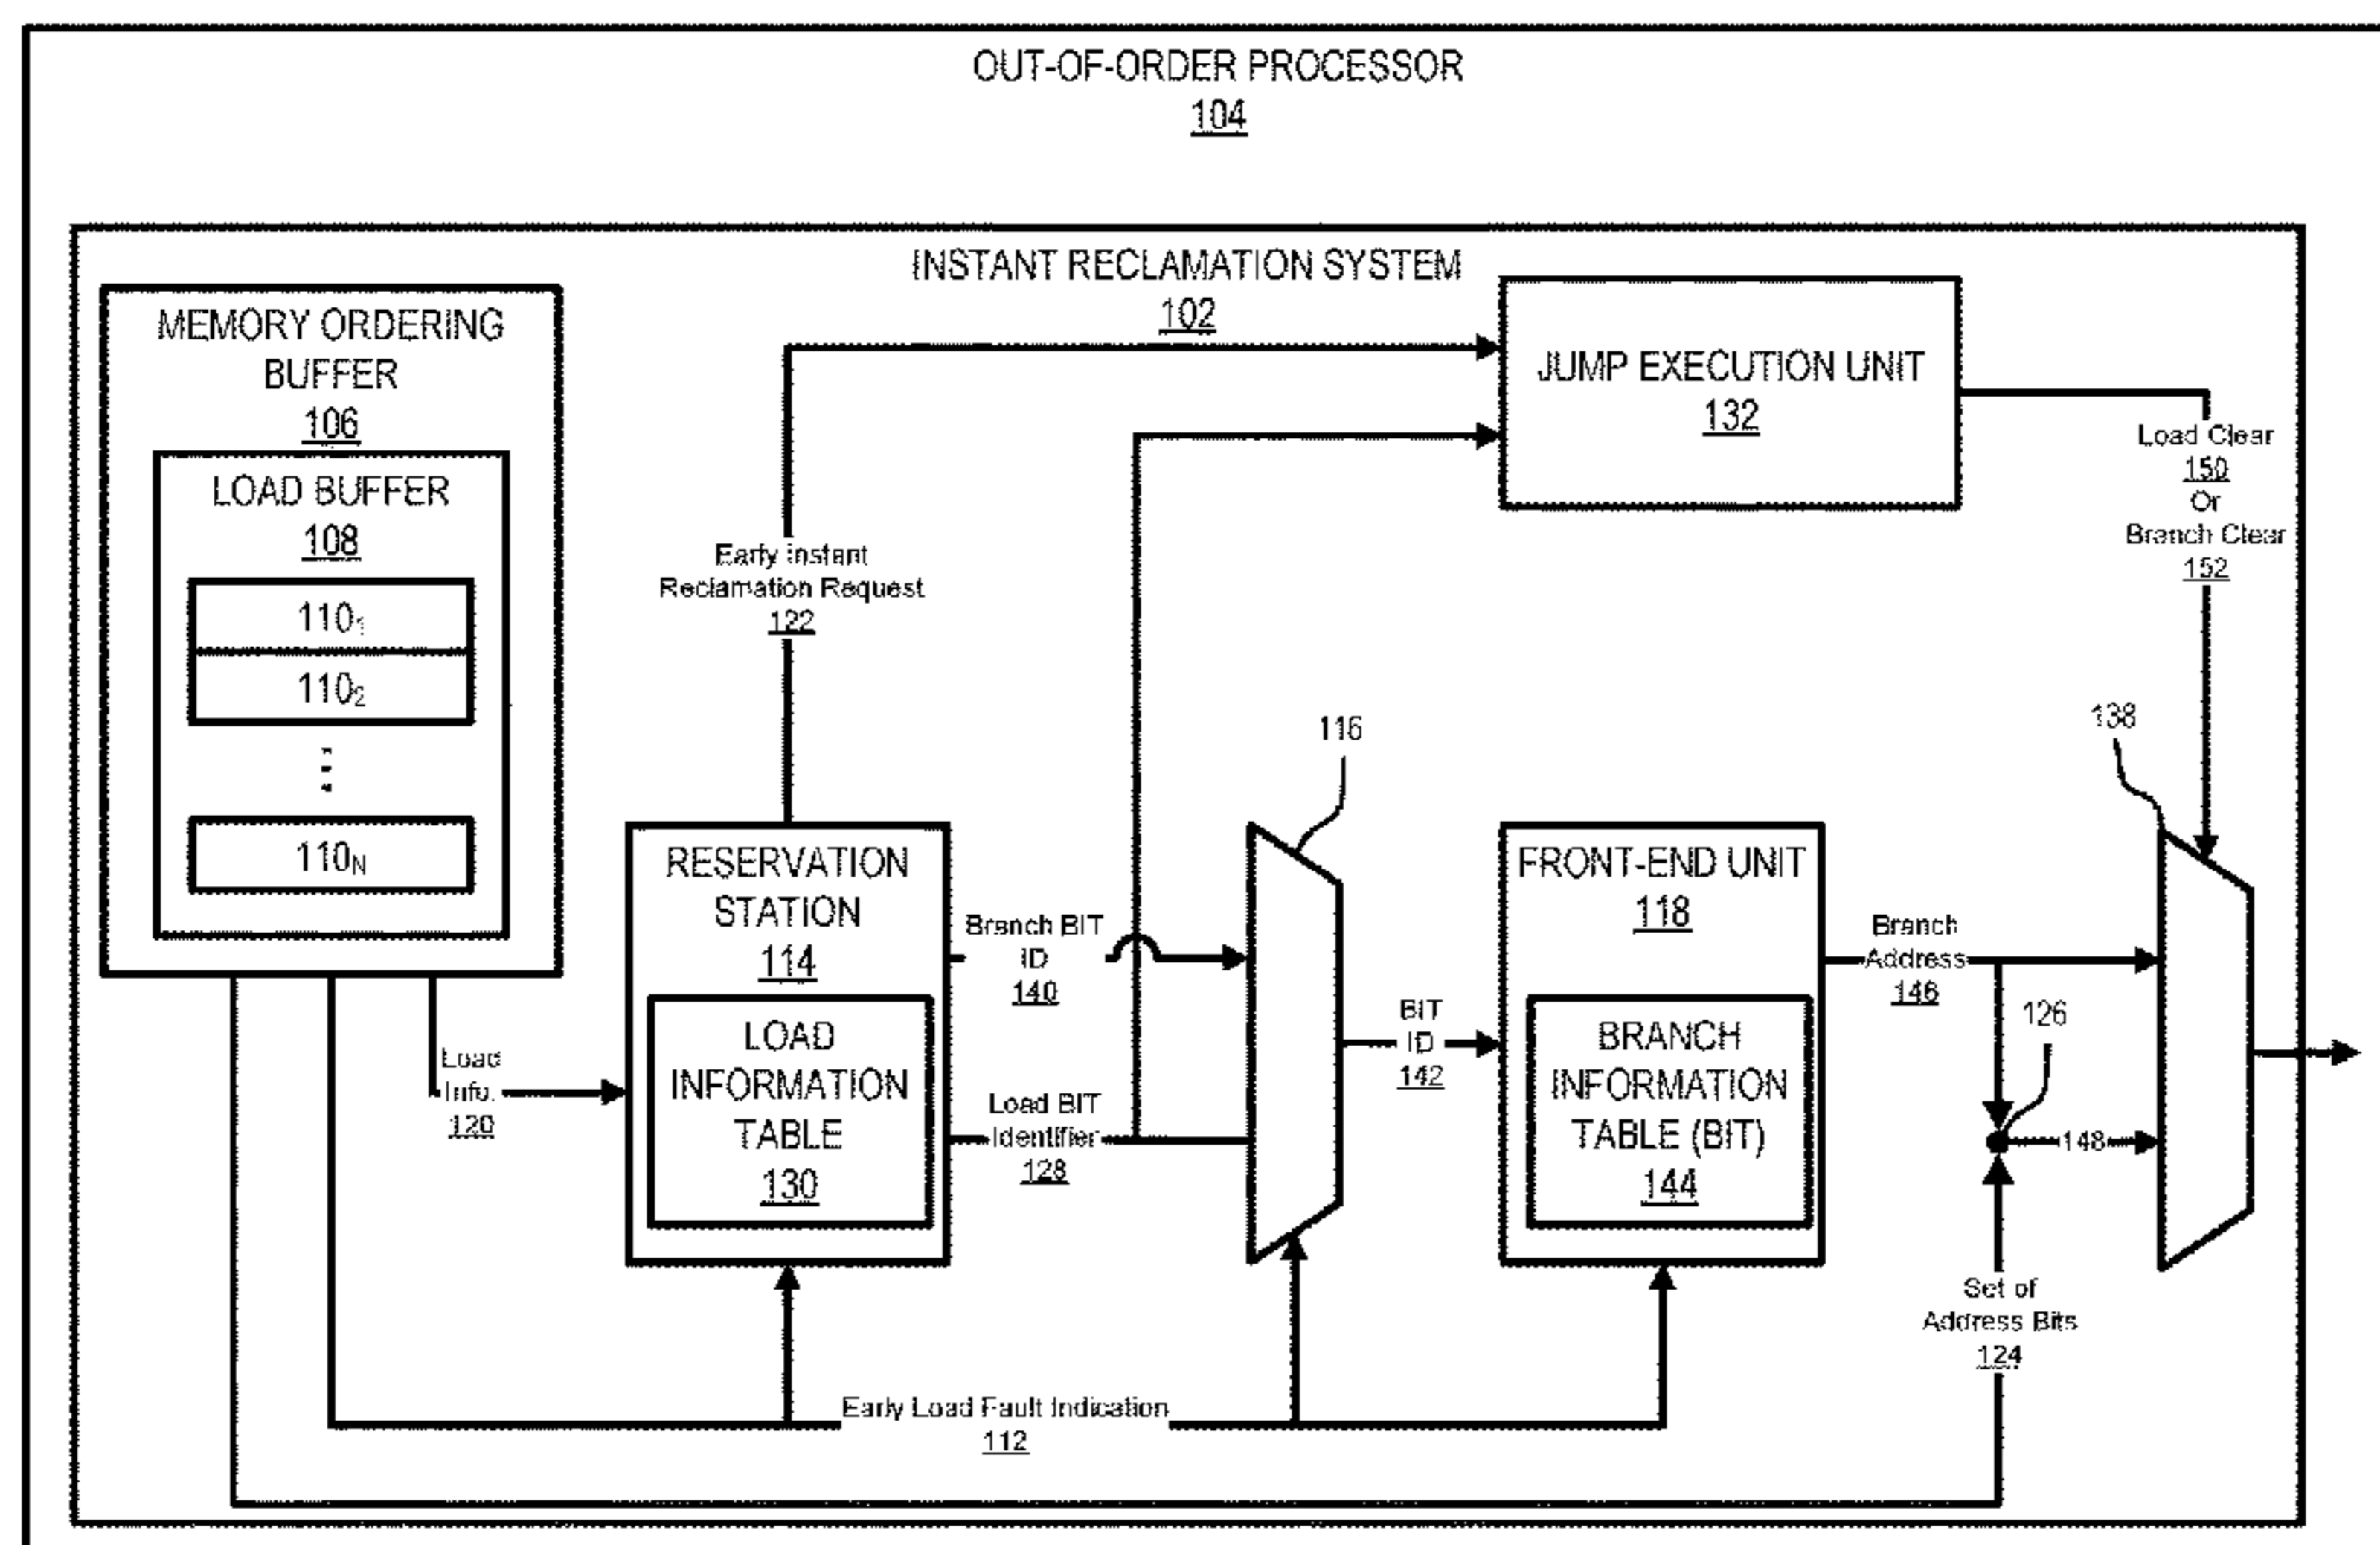 OUT-OF-ORDER PROCESSOR
104
INSTANT RECLAMATION SYSTEM
102
MEMORY ORDERING
BUFFER
106
LOAD BUFFER
108
110₁
110₂
110N
JUMP EXECUTION UNIT
132
Load Clear
150
Or
Branch Clear
152
Early Instant
Reclamation Request
122
116
138
RESERVATION
STATION
114
LOAD
INFORMATION
TABLE
130
Branch BIT
ID
140
Load BIT
Identifier
128
BIT
ID
142
FRONT-END UNIT
118
BRANCH
INFORMATION
TABLE (BIT)
144
Branch
Address
146
126
148
Load
Info.
120
Set of
Address Bits
124
Early Load Fault Indication
112